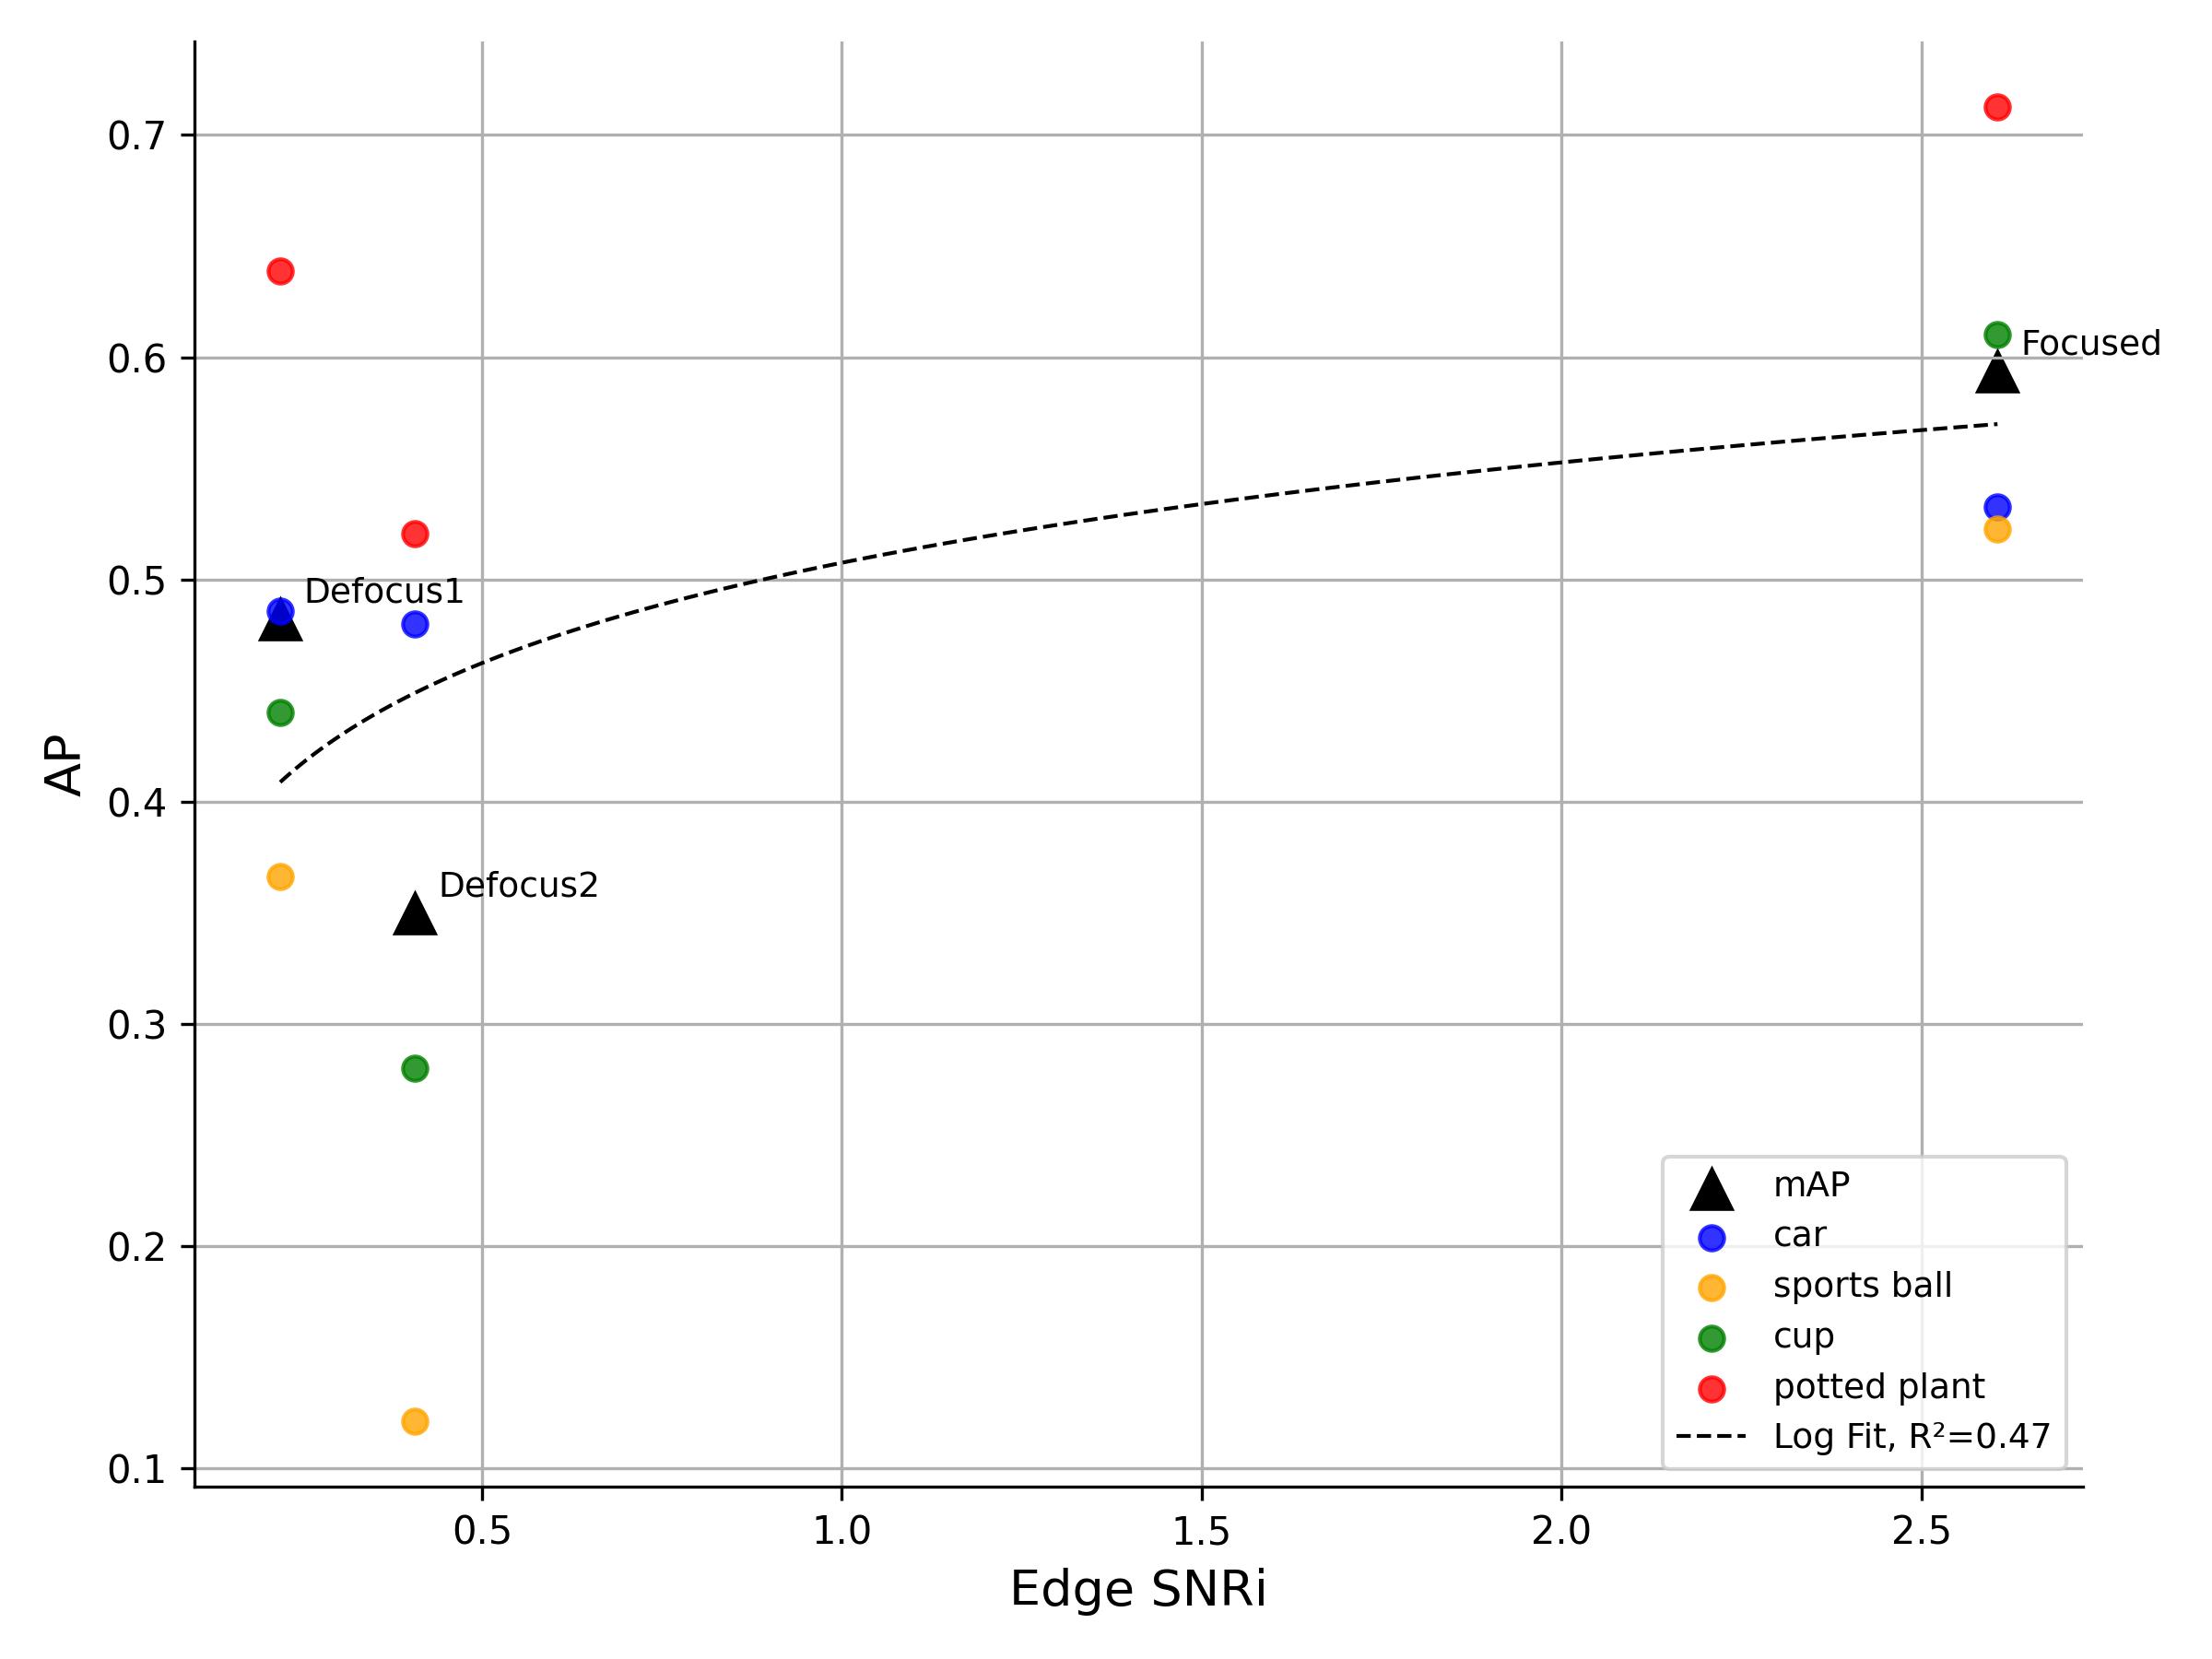 0.7
0.6
0.5
0.4
0.3
0.2
0.1
AP
Focused
Defocus1
Defocus2
mAP
car
sports ball
cup
potted plant
Log Fit, R²=0.47
0.5 1.0 1.5 2.0 2.5
Edge SNRi